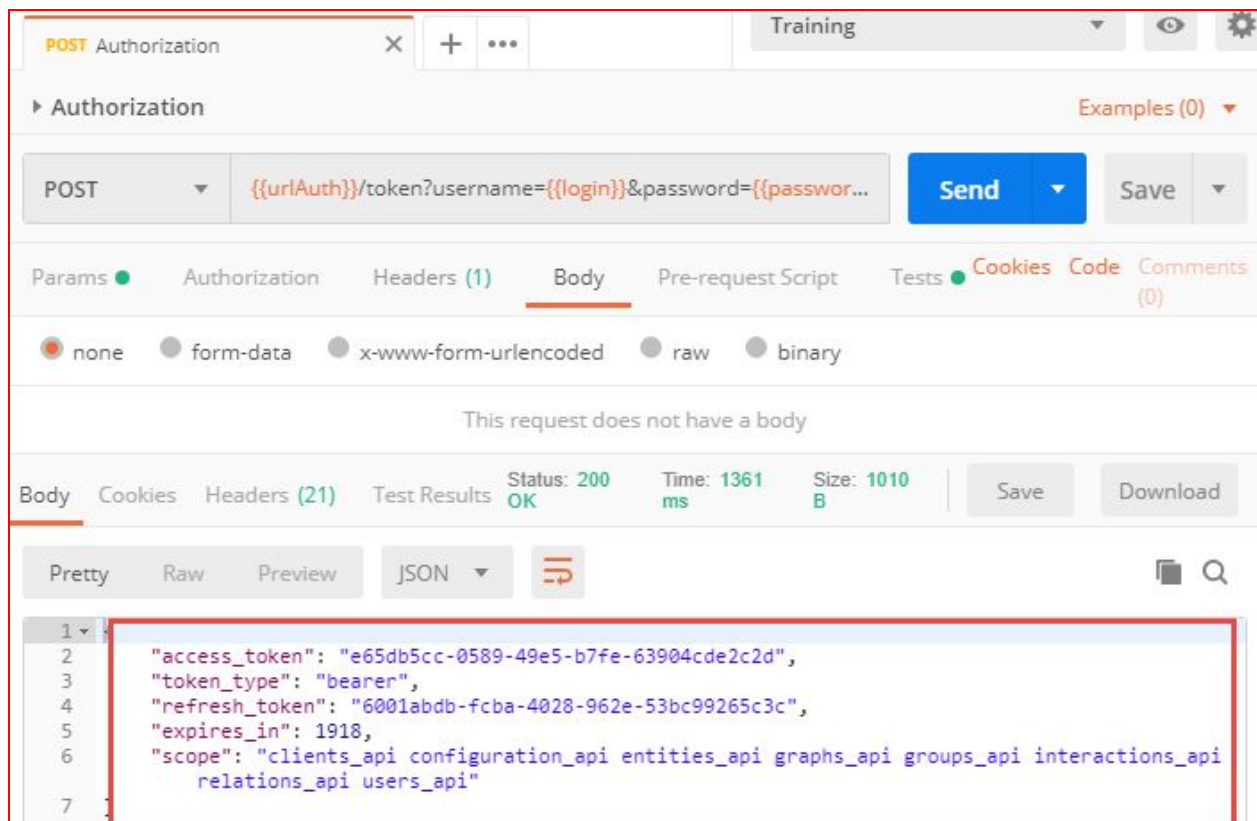 POST Authorization
Training
Authorization
Examples (0)
POST
{{urlAuth}}/token?username={{login}}&password={{passwor...
Send
Save
Params
Authorization
Headers (1)
Body
Pre-request Script
Tests
Cookies
Code
Comments (0)
none
form-data
x-www-form-urlencoded
raw
binary
This request does not have a body
Body
Cookies
Headers (21)
Test Results
Status: 200 OK
Time: 1361 ms
Size: 1010 B
Save
Download
Pretty
Raw
Preview
JSON
1
2 "access_token": "e65db5cc-0589-49e5-b7fe-63904cde2c2d",
3 "token_type": "bearer",
4 "refresh_token": "6001abdb-fcba-4028-962e-53bc99265c3c",
5 "expires_in": 1918,
6 "scope": "clients_api configuration_api entities_api graphs_api groups_api interactions_api
relations_api users_api"
7